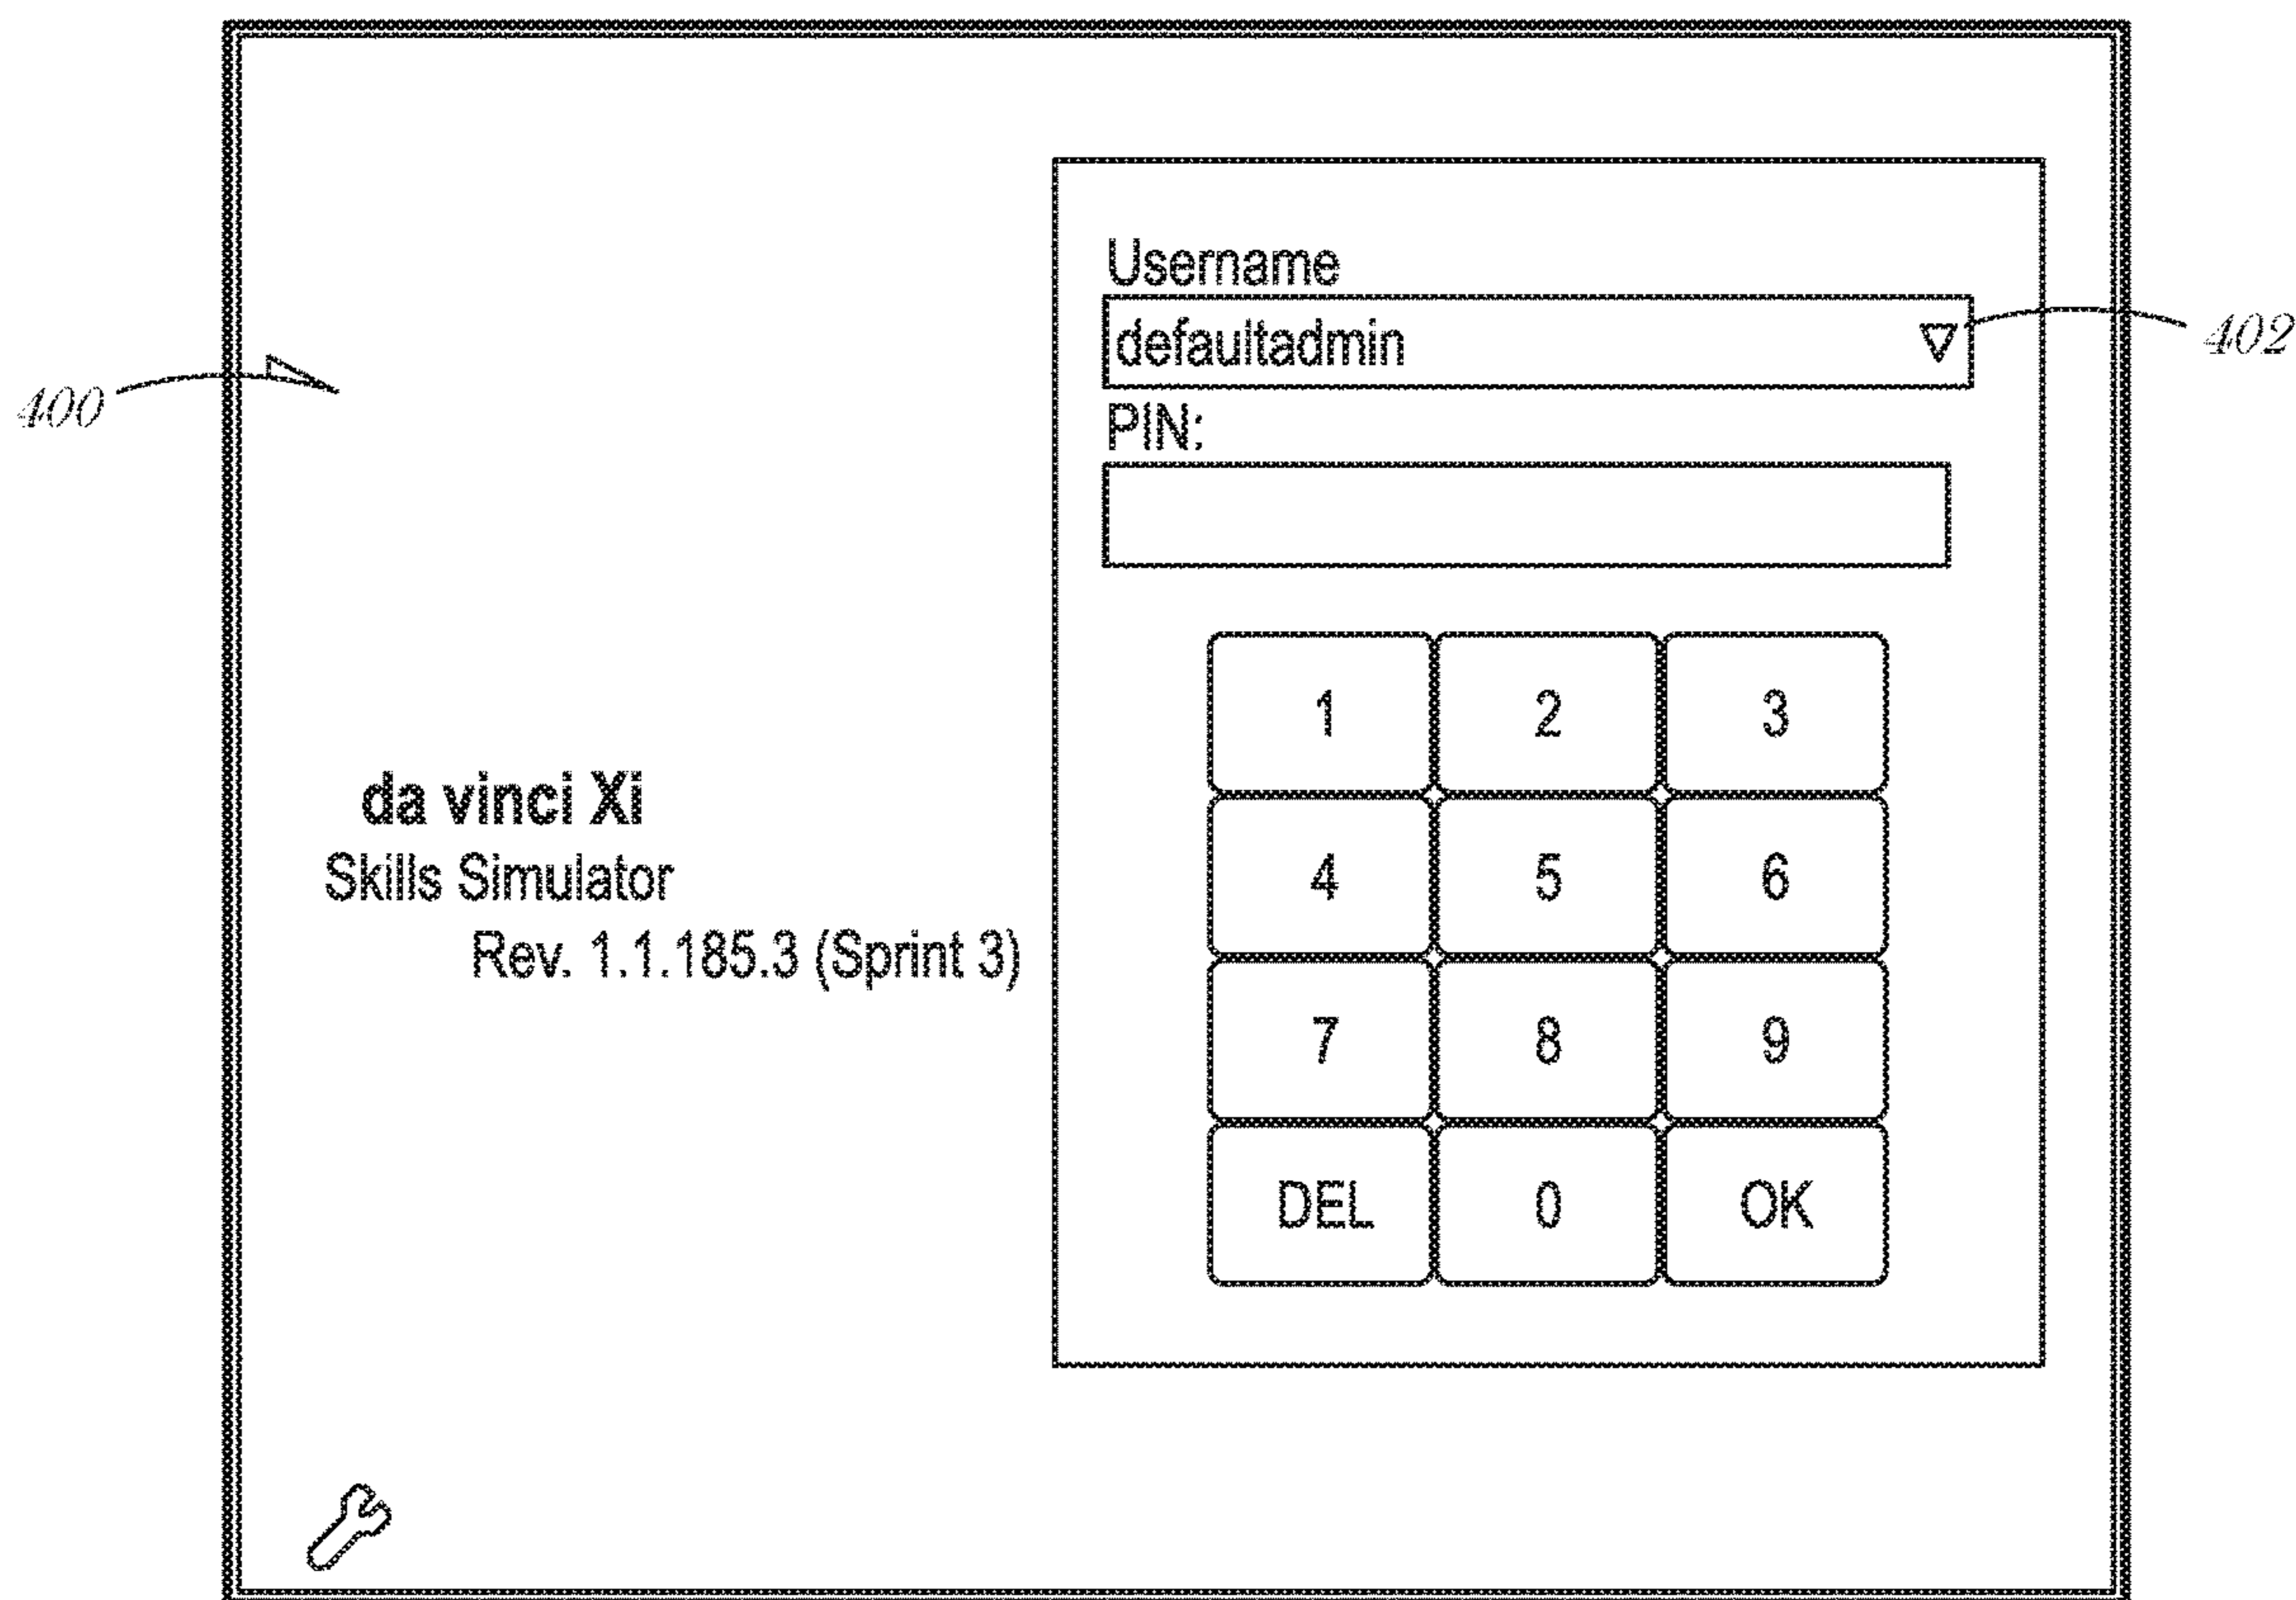 400
da vinci Xi
Skills Simulator
Rev. 1.1.185.3 (Sprint 3)
Username
defaultadmin
402
PIN:
1 2 3
4 5 6
7 8 9
DEL 0 OK